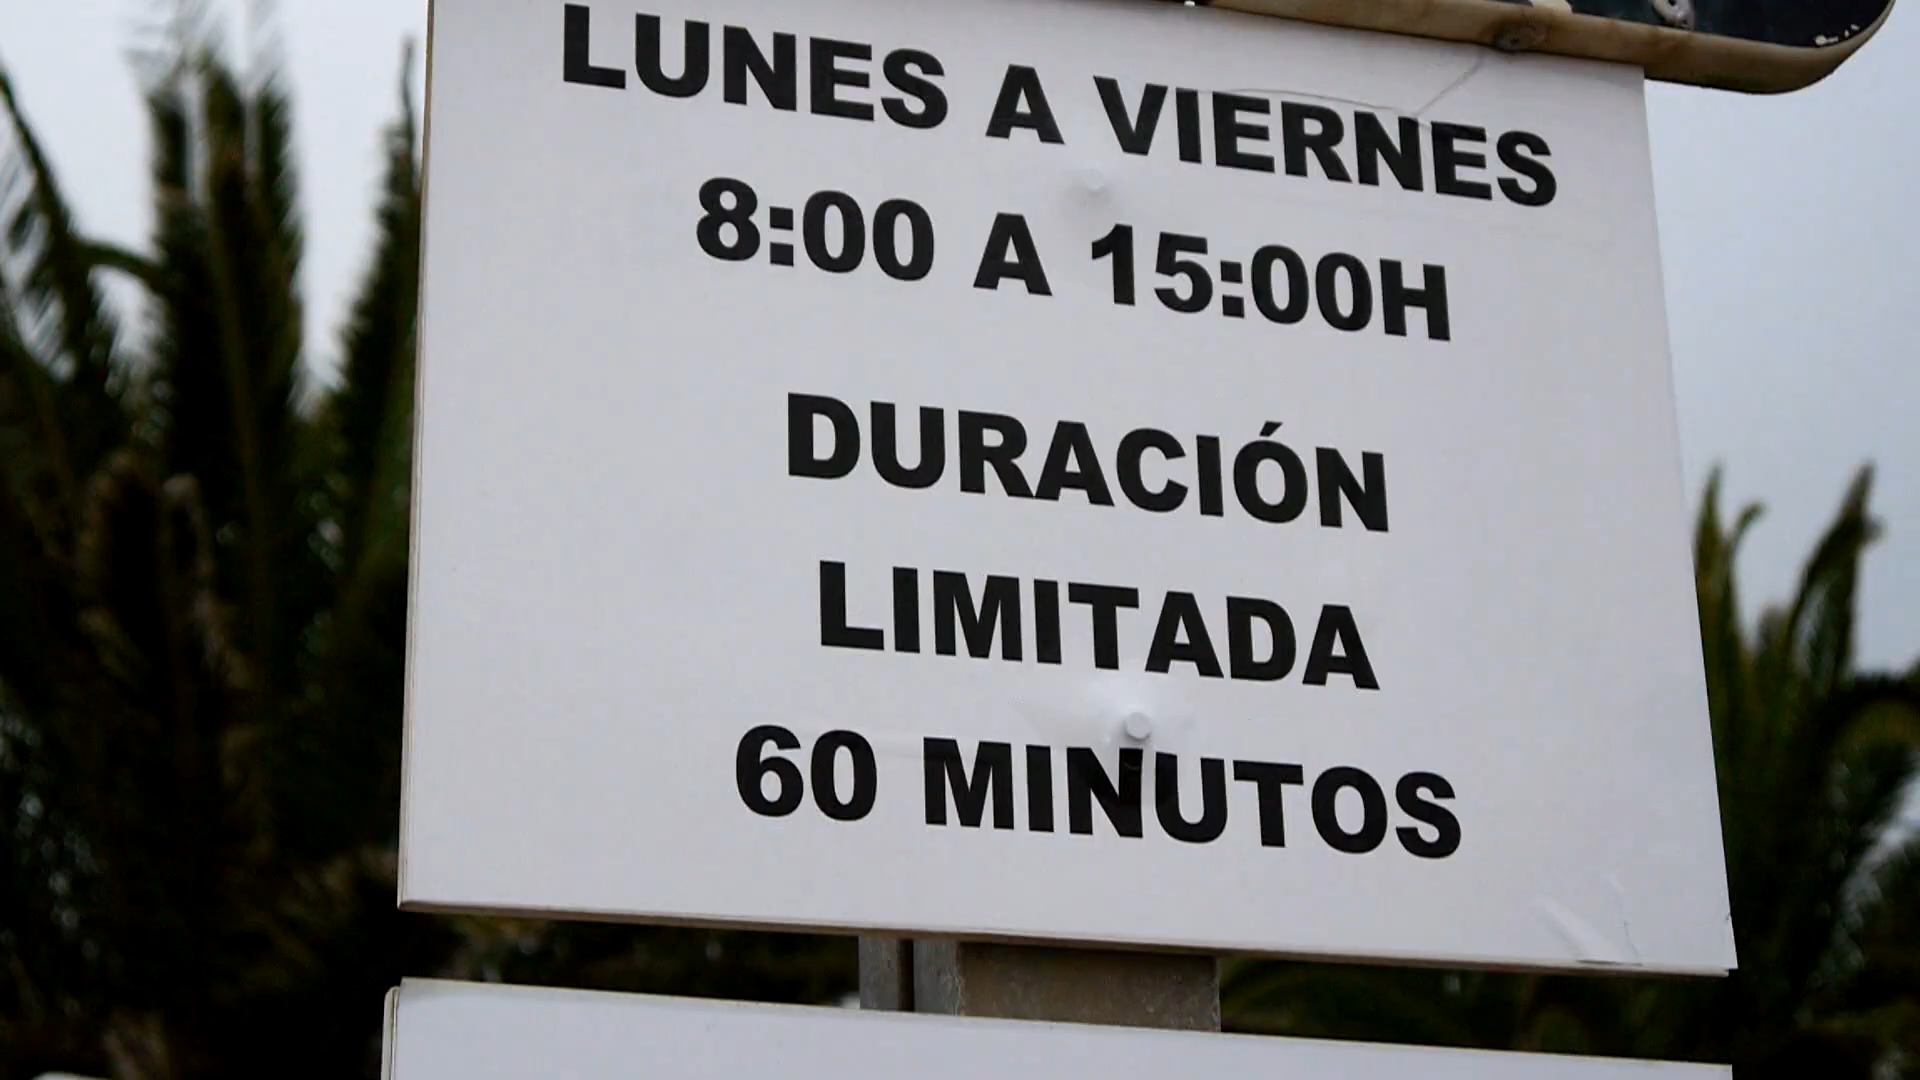 LUNES A VIERNES
8:00 A 15:00H
DURACIÓN
LIMITADA
60 MINUTOS